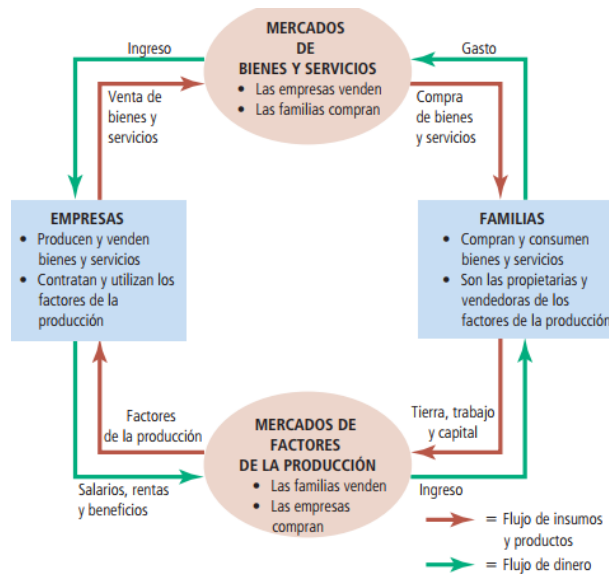 MERCADOS
DE
BIENES Y SERVICIOS
• Las empresas venden
• Las familias compran
Ingreso
Gasto
Venta de
bienes y
servicios
Compra
de bienes
y servicios
EMPRESAS
• Producen y venden
bienes y servicios
• Contratan y utilizan los
factores de la
producción
FAMILIAS
• Compran y consumen
bienes y servicios
• Son las propietarias y
vendedoras de los
factores de la producción
Factores
de la producción
Salarios, rentas
y beneficios
MERCADOS DE
FACTORES
DE LA PRODUCCIÓN
• Las familias venden
• Las empresas
compran
Tierra, trabajo
y capital
Ingreso
= Flujo de insumos
y productos
= Flujo de dinero